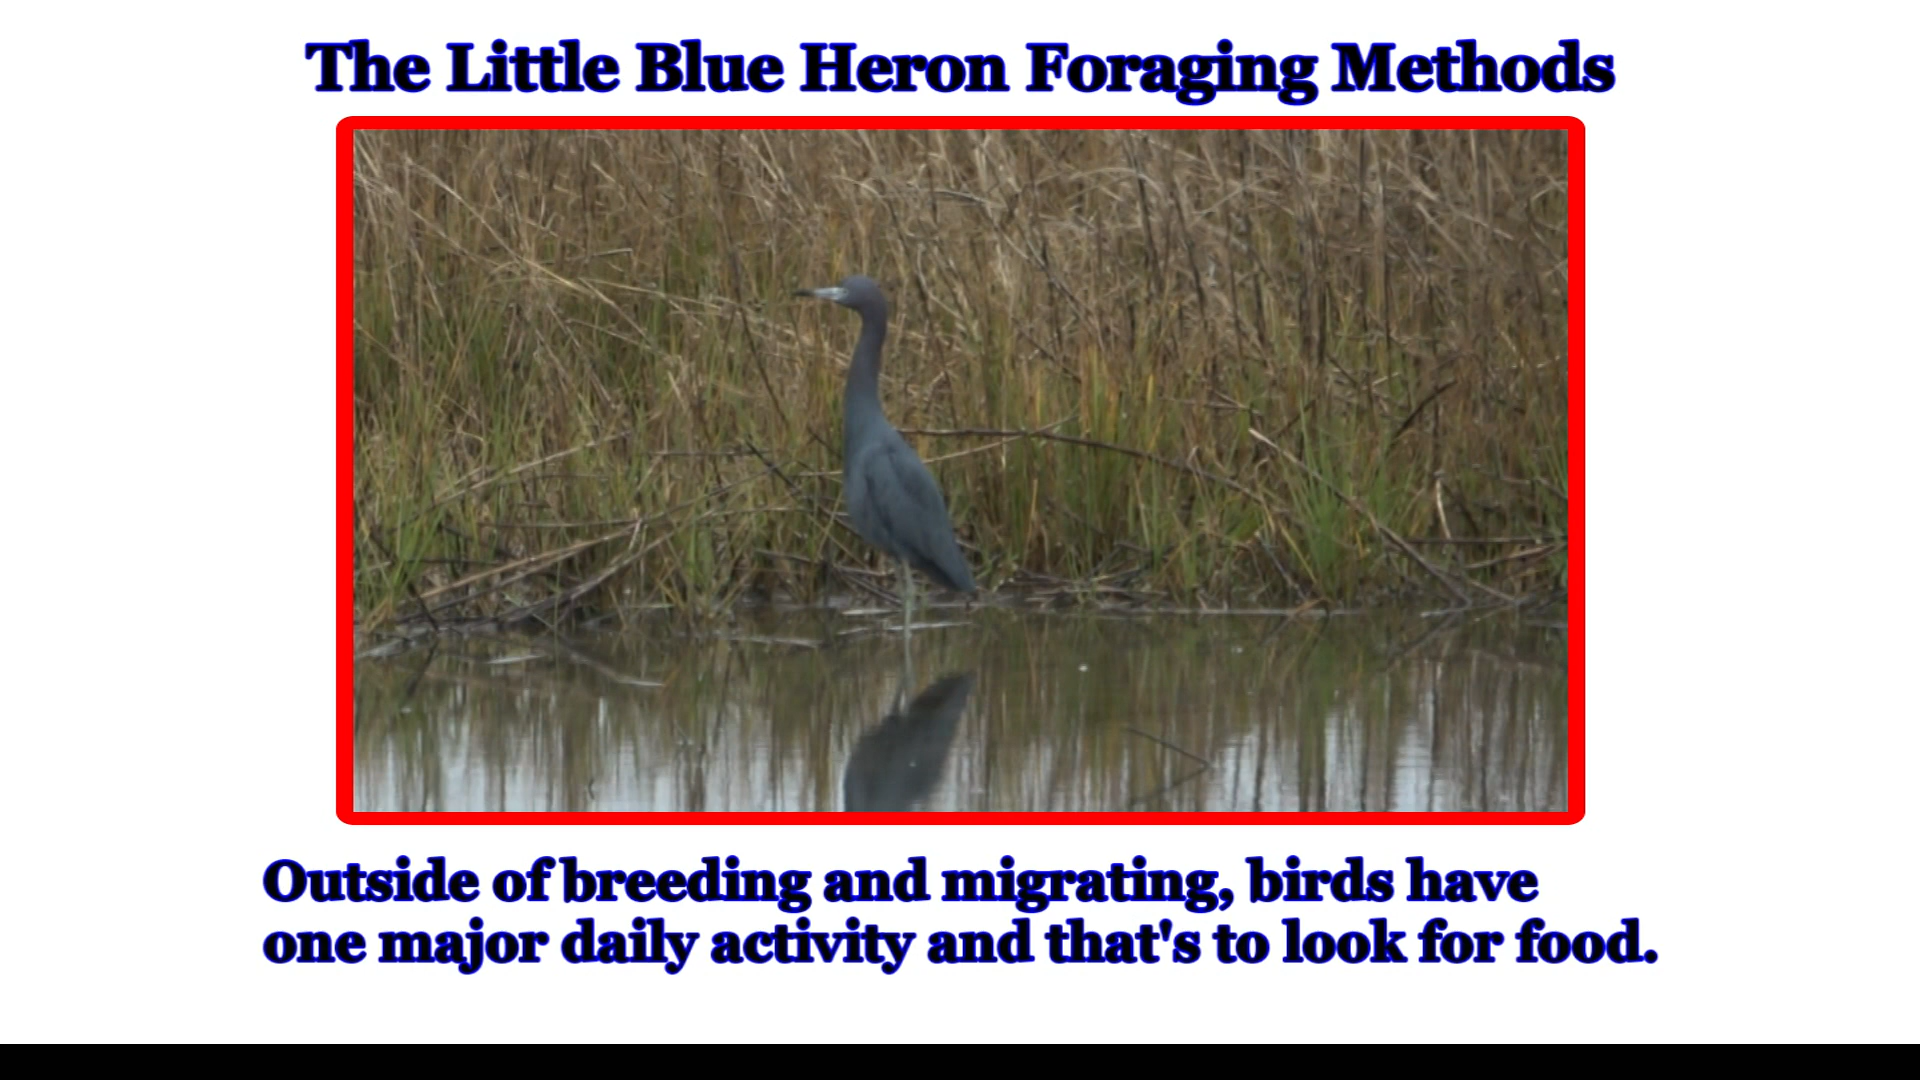 The Little Blue Heron Foraging Methods
Outside of breeding and migrating, birds have
one major daily activity and that's to look for food.